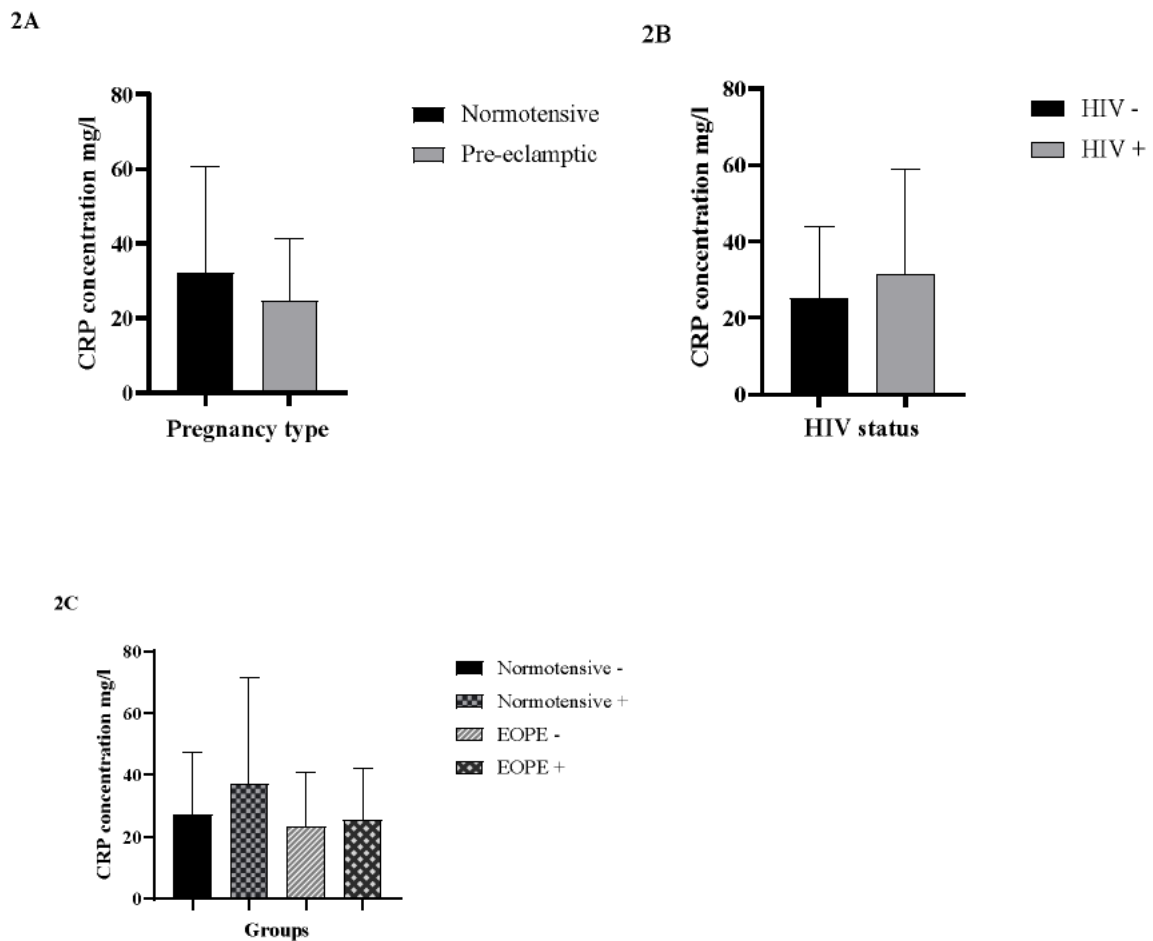 2A
80
60
40
20
0
CRP concentration mg/l
Pregnancy type
Normotensive
Pre-eclamptic
2B
80
60
40
20
0
CRP concentration mg/l
HIV status
HIV -
HIV +
2C
80
60
40
20
0
CRP concentration mg/l
Groups
Normotensive -
Normotensive +
EOPE -
EOPE +